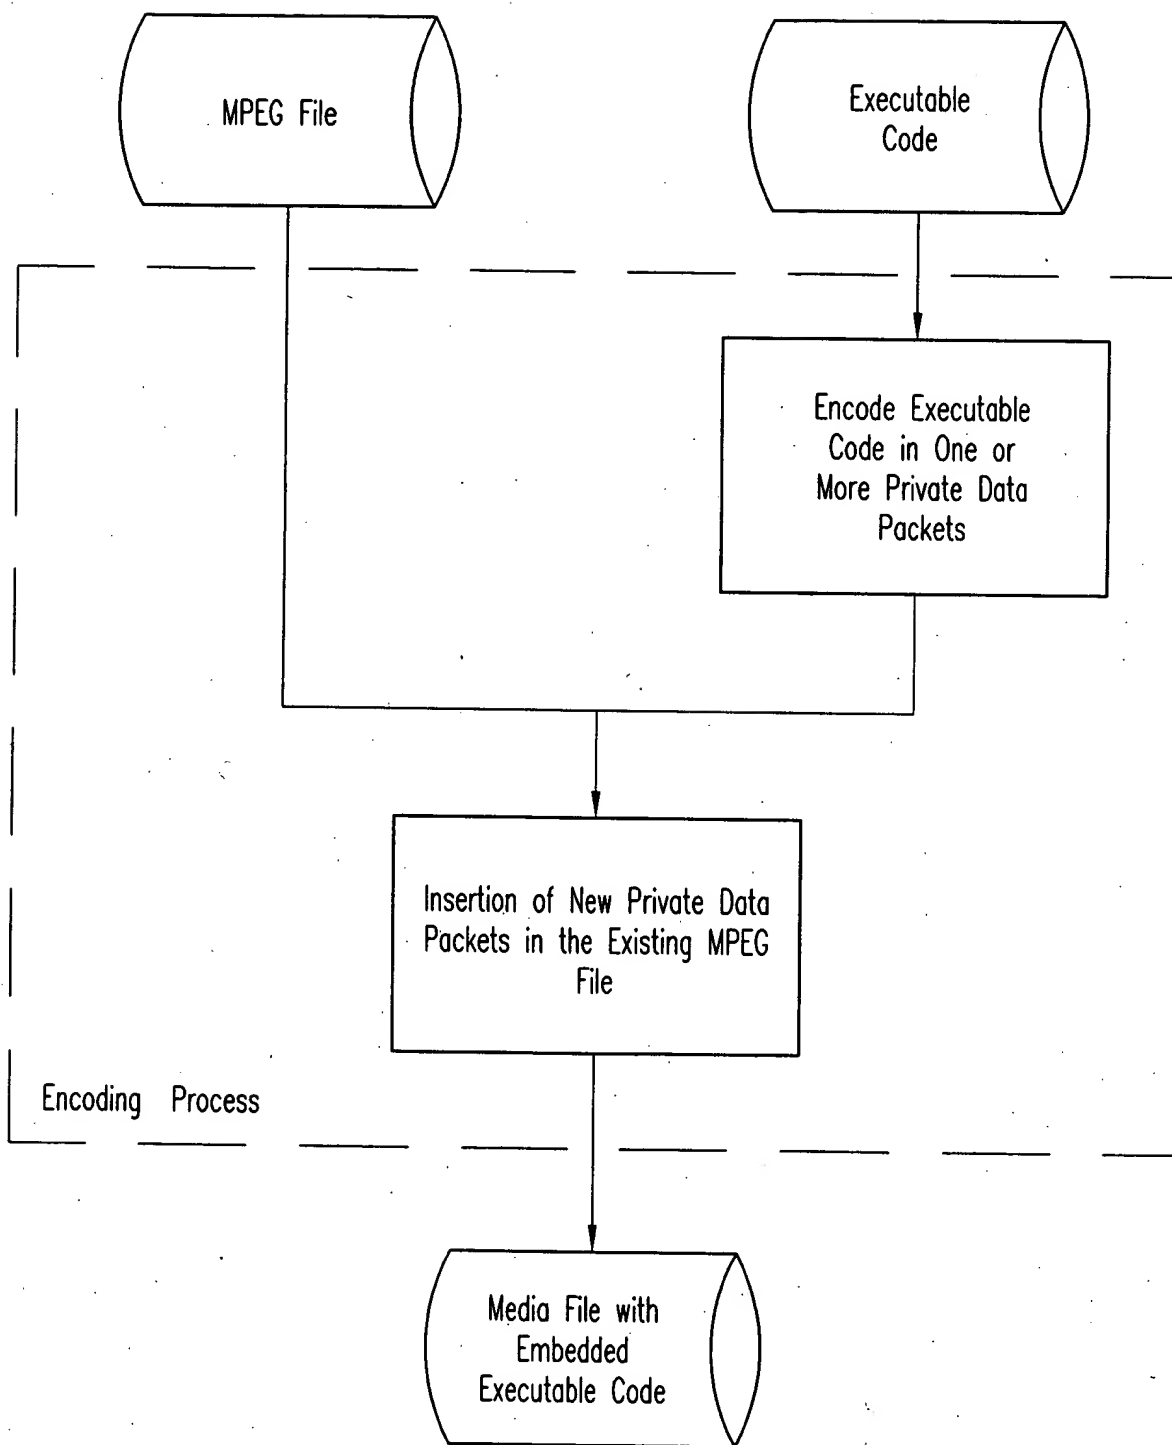 MPEG File
Executable
Code
Encode Executable
Code in One or
More Private Data
Packets
Insertion of New Private Data
Packets in the Existing MPEG
File
Encoding Process
Media File with
Embedded
Executable Code